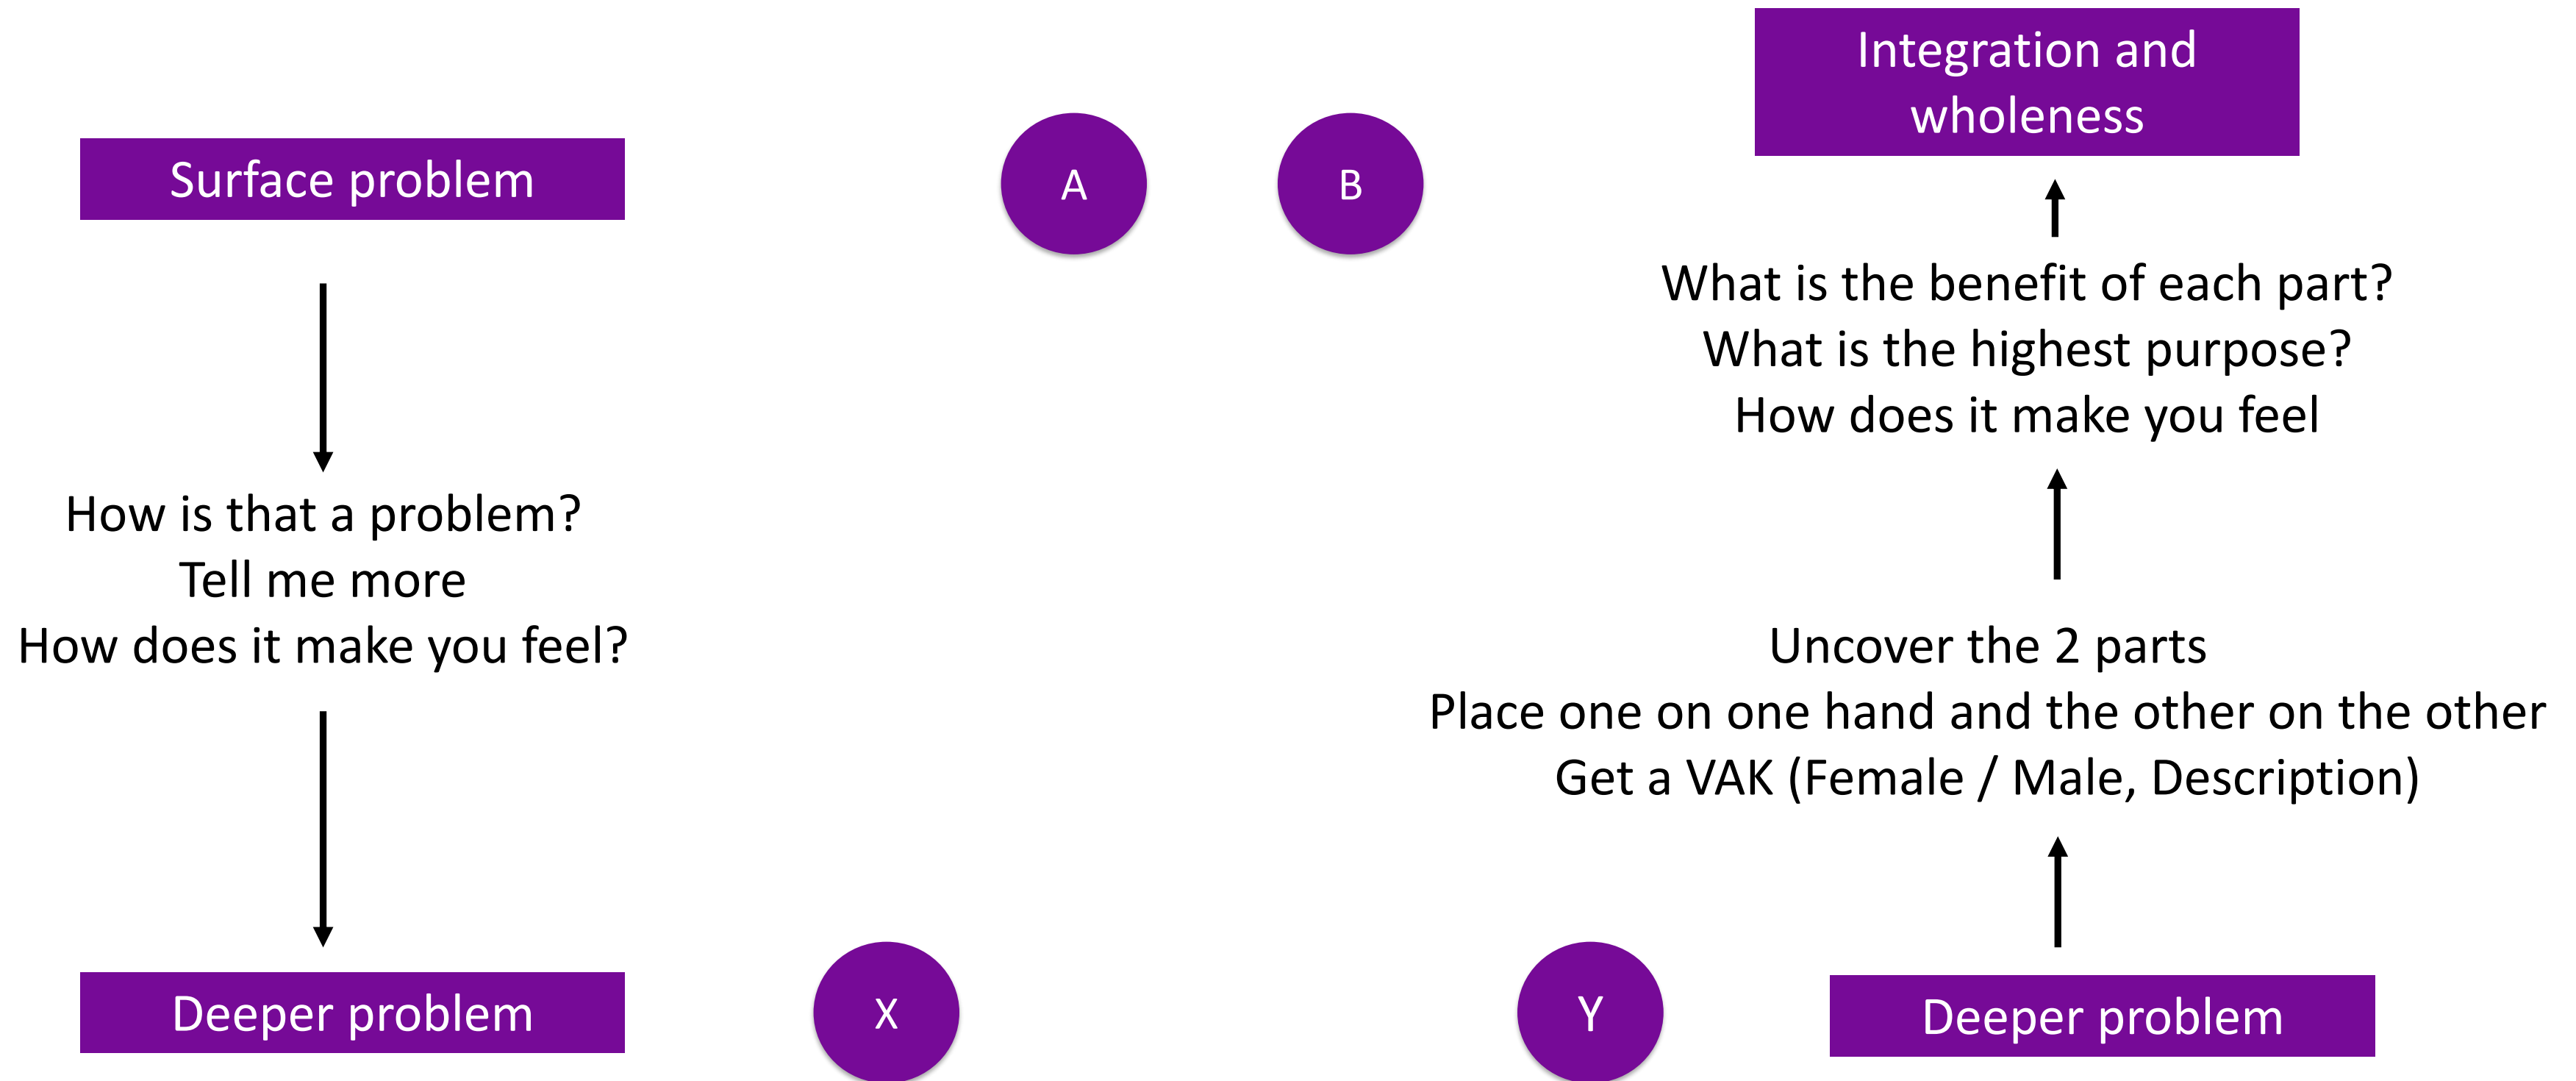 Surface problem
How is that a problem?
Tell me more
How does it make you feel?
Deeper problem
A
B
X
Y
Integration and
wholeness
What is the benefit of each part?
What is the highest purpose?
How does it make you feel
Uncover the 2 parts
Place one on one hand and the other on the other
Get a VAK (Female / Male, Description)
Deeper problem